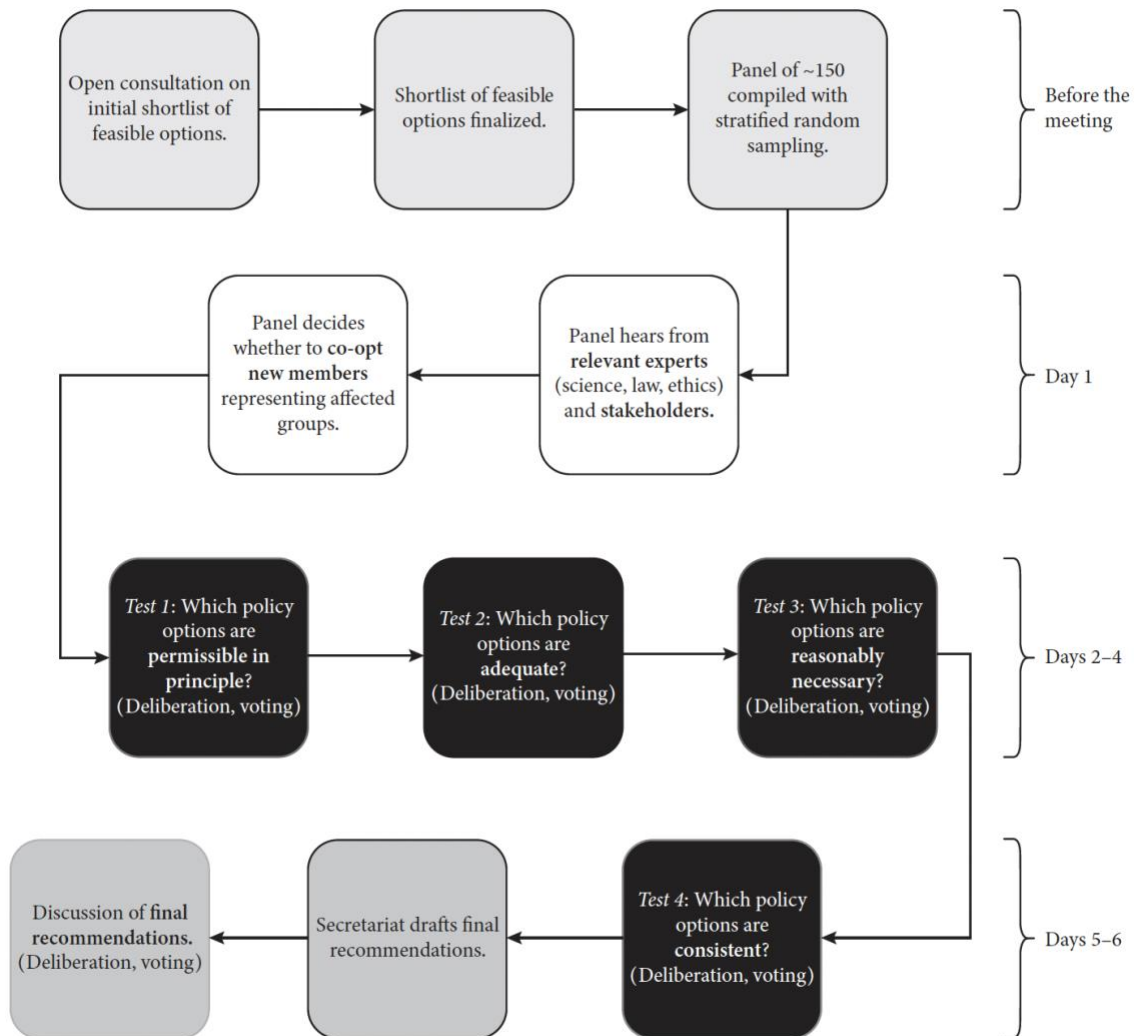 Open consultation on
initial shortlist of
feasible options.
Shortlist of feasible
options finalized.
Panel of ~150
compiled with
stratified random
sampling.
Before the
meeting
Panel decides
whether to co-opt
new members
representing affected
groups.
Panel hears from
relevant experts
(science, law, ethics)
and stakeholders.
Day 1
Test 1: Which policy
options are
permissible in
principle?
(Deliberation, voting)
Test 2: Which policy
options are
adequate?
(Deliberation, voting)
Test 3: Which policy
options are
reasonably
necessary?
(Deliberation, voting)
Days 2–4
Discussion of final
recommendations.
(Deliberation, voting)
Secretariat drafts final
recommendations.
Test 4: Which policy
options are
consistent?
(Deliberation, voting)
Days 5–6